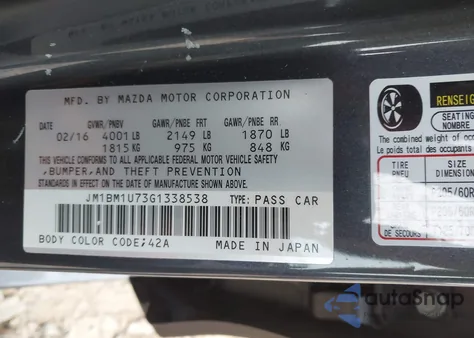 MFD. BY MAZDA MOTOR CORPORATION
DATE GVWR/PNBV GAWR/PNBE FRT GAWR/PNBE RR.
02/16 4001 LB 2149 LB 1870 LB
1815 KG 975 KG 848 KG
THIS VEHICLE CONFORMS TO ALL APPLICABLE FEDERAL MOTOR VEHICLE SAFETY,
BUMPER,AND THEFT PREVENTION
STANDARDS IN EFFECT ON THE DATE OF MANUFACTURE SHOWN ABOVE.
JM1BM1U73G1338538 TYPE: PASS CAR
BODY COLOR CODE;42A MADE IN JAPAN
RENSEIG
SEATING
NOMBRE
The combined weight of occ
Le poids total des occupants
TIRE SIZE
PNEU DIMENSION
DE SECOURS
autoSnap